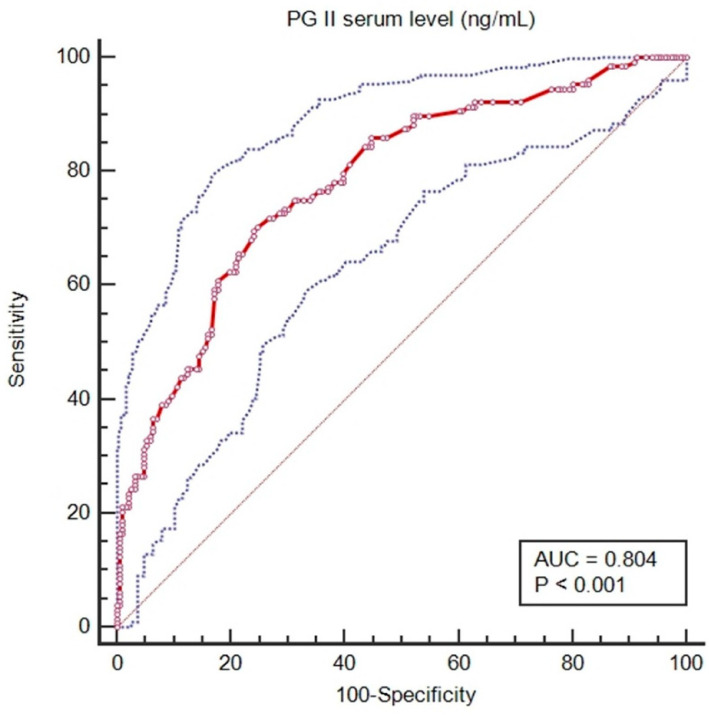 PG II serum level (ng/mL)
100
80
60
40
20
0
Sensitivity
AUC = 0.804
P < 0.001
0 20 40 60 80 100
100-Specificity